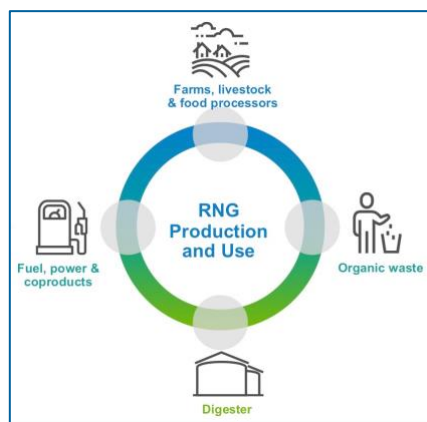 Farms, livestock
& food processors
RNG
Production
and Use
Fuel, power &
coproducts
Organic waste
Digester